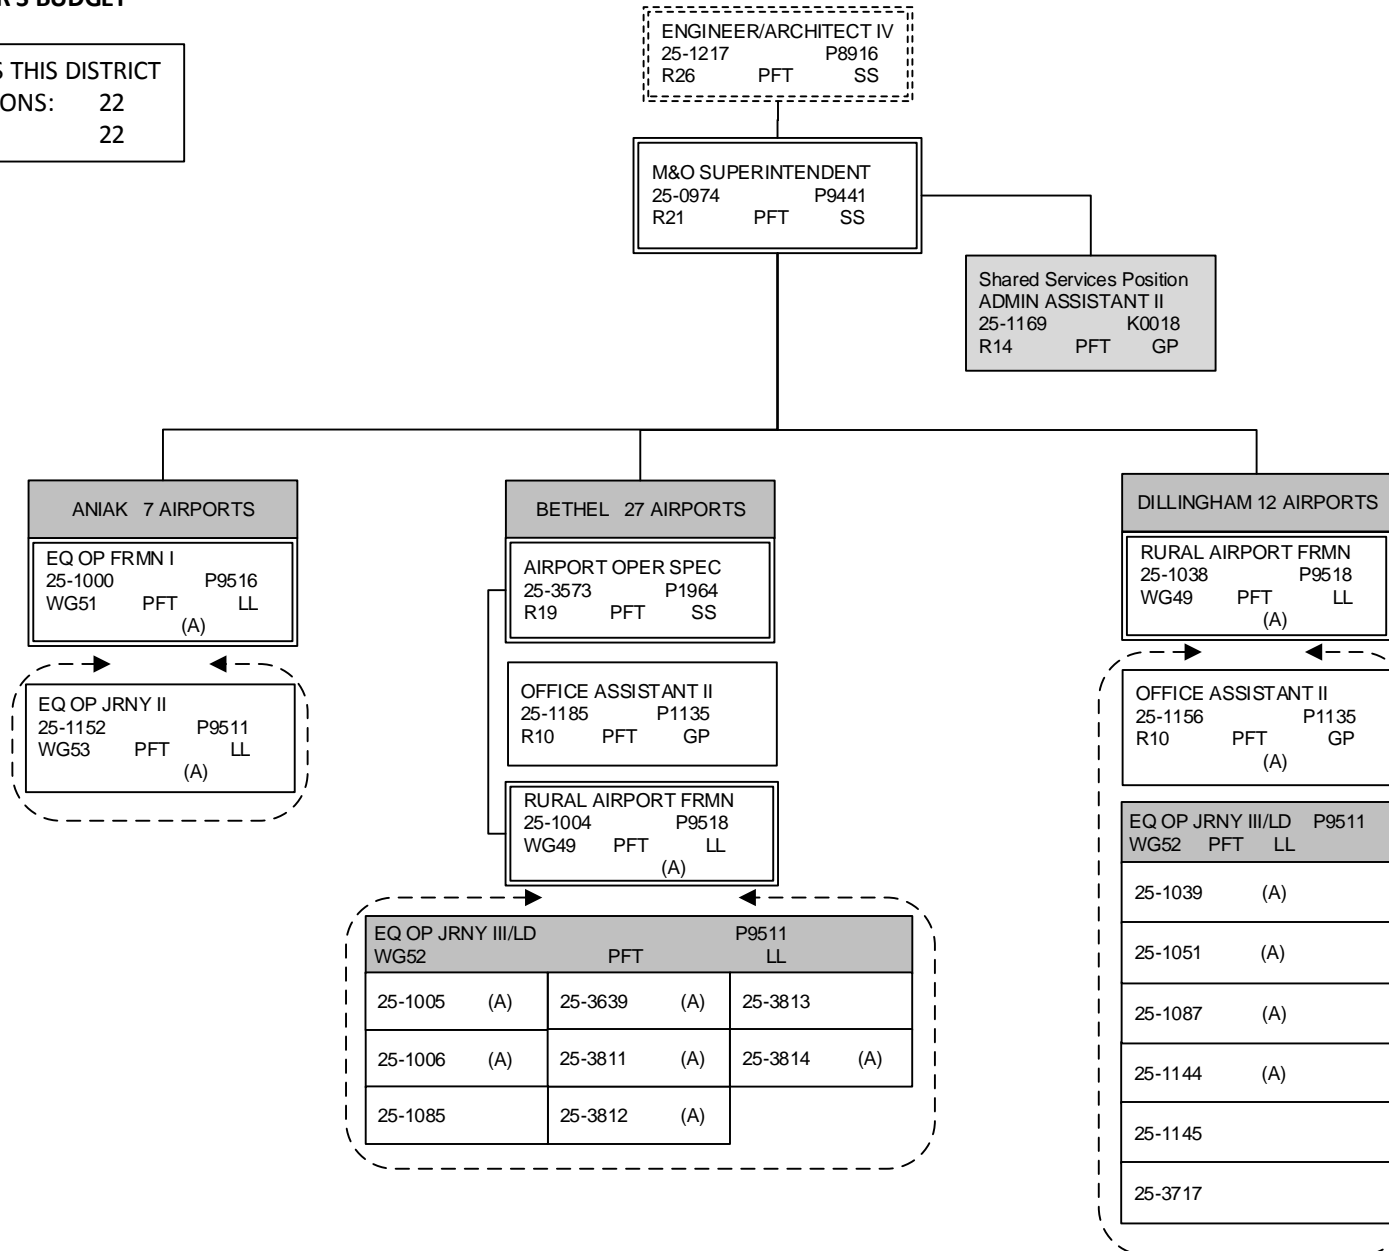 R'S BUDGET
S THIS DISTRICT
ONS: 22
22
ENGINEER/ARCHITECT IV
25-1217 P8916
R26 PFT SS
M&O SUPERINTENDENT
25-0974 P9441
R21 PFT SS
Shared Services Position
ADMIN ASSISTANT II
25-1169 K0018
R14 PFT GP
ANIAK 7 AIRPORTS
EQ OP FRMN I
25-1000 P9516
WG51 PFT LL
(A)
EQ OP JRNY II
25-1152 P9511
WG53 PFT LL
(A)
BETHEL 27 AIRPORTS
AIRPORT OPER SPEC
25-3573 P1964
R19 PFT SS
OFFICE ASSISTANT II
25-1185 P1135
R10 PFT GP
RURAL AIRPORT FRMN
25-1004 P9518
WG49 PFT LL
(A)
EQ OP JRNY III/LD P9511
WG52 PFT LL
25-1005 (A) 25-3639 (A) 25-3813
25-1006 (A) 25-3811 (A) 25-3814 (A)
25-1085 25-3812 (A)
DILLINGHAM 12 AIRPORTS
RURAL AIRPORT FRMN
25-1038 P9518
WG49 PFT LL
(A)
OFFICE ASSISTANT II
25-1156 P1135
R10 PFT GP
(A)
EQ OP JRNY III/LD P9511
WG52 PFT LL
25-1039 (A)
25-1051 (A)
25-1087 (A)
25-1144 (A)
25-1145
25-3717